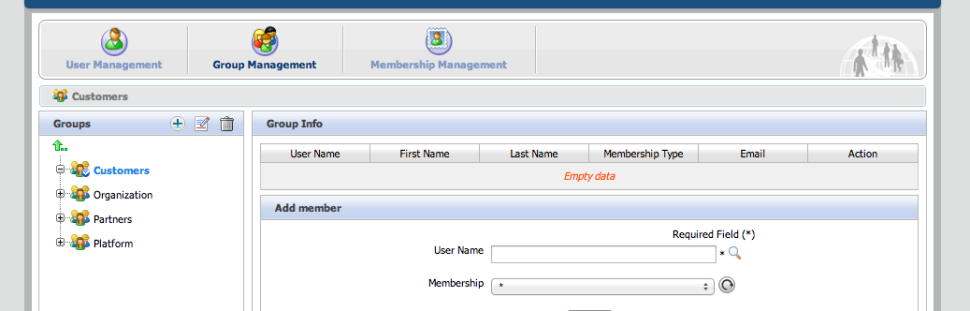 User Management
Group Management
Membership Management
Customers
Groups
Group Info
User Name First Name Last Name Membership Type Email Action
Empty data
Customers
Organization
Partners
Platform
Add member
Required Field (*)
User Name *
Membership *